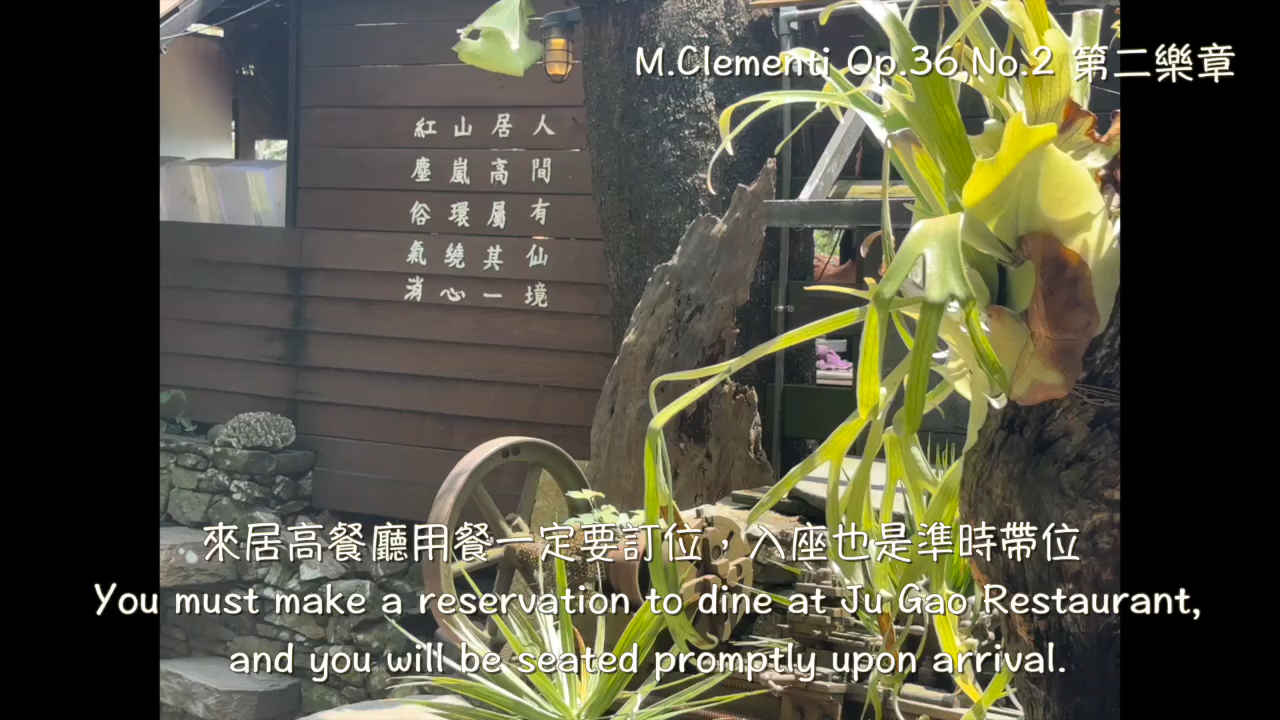 M.Clementi Op.36 No.2 第二樂章
人間有仙境
居高屬其一
山嵐環繞心
紅塵俗氣消
來居高餐廳用餐一定要訂位，入座也是準時帶位
You must make a reservation to dine at Ju Gao Restaurant,
and you will be seated promptly upon arrival.